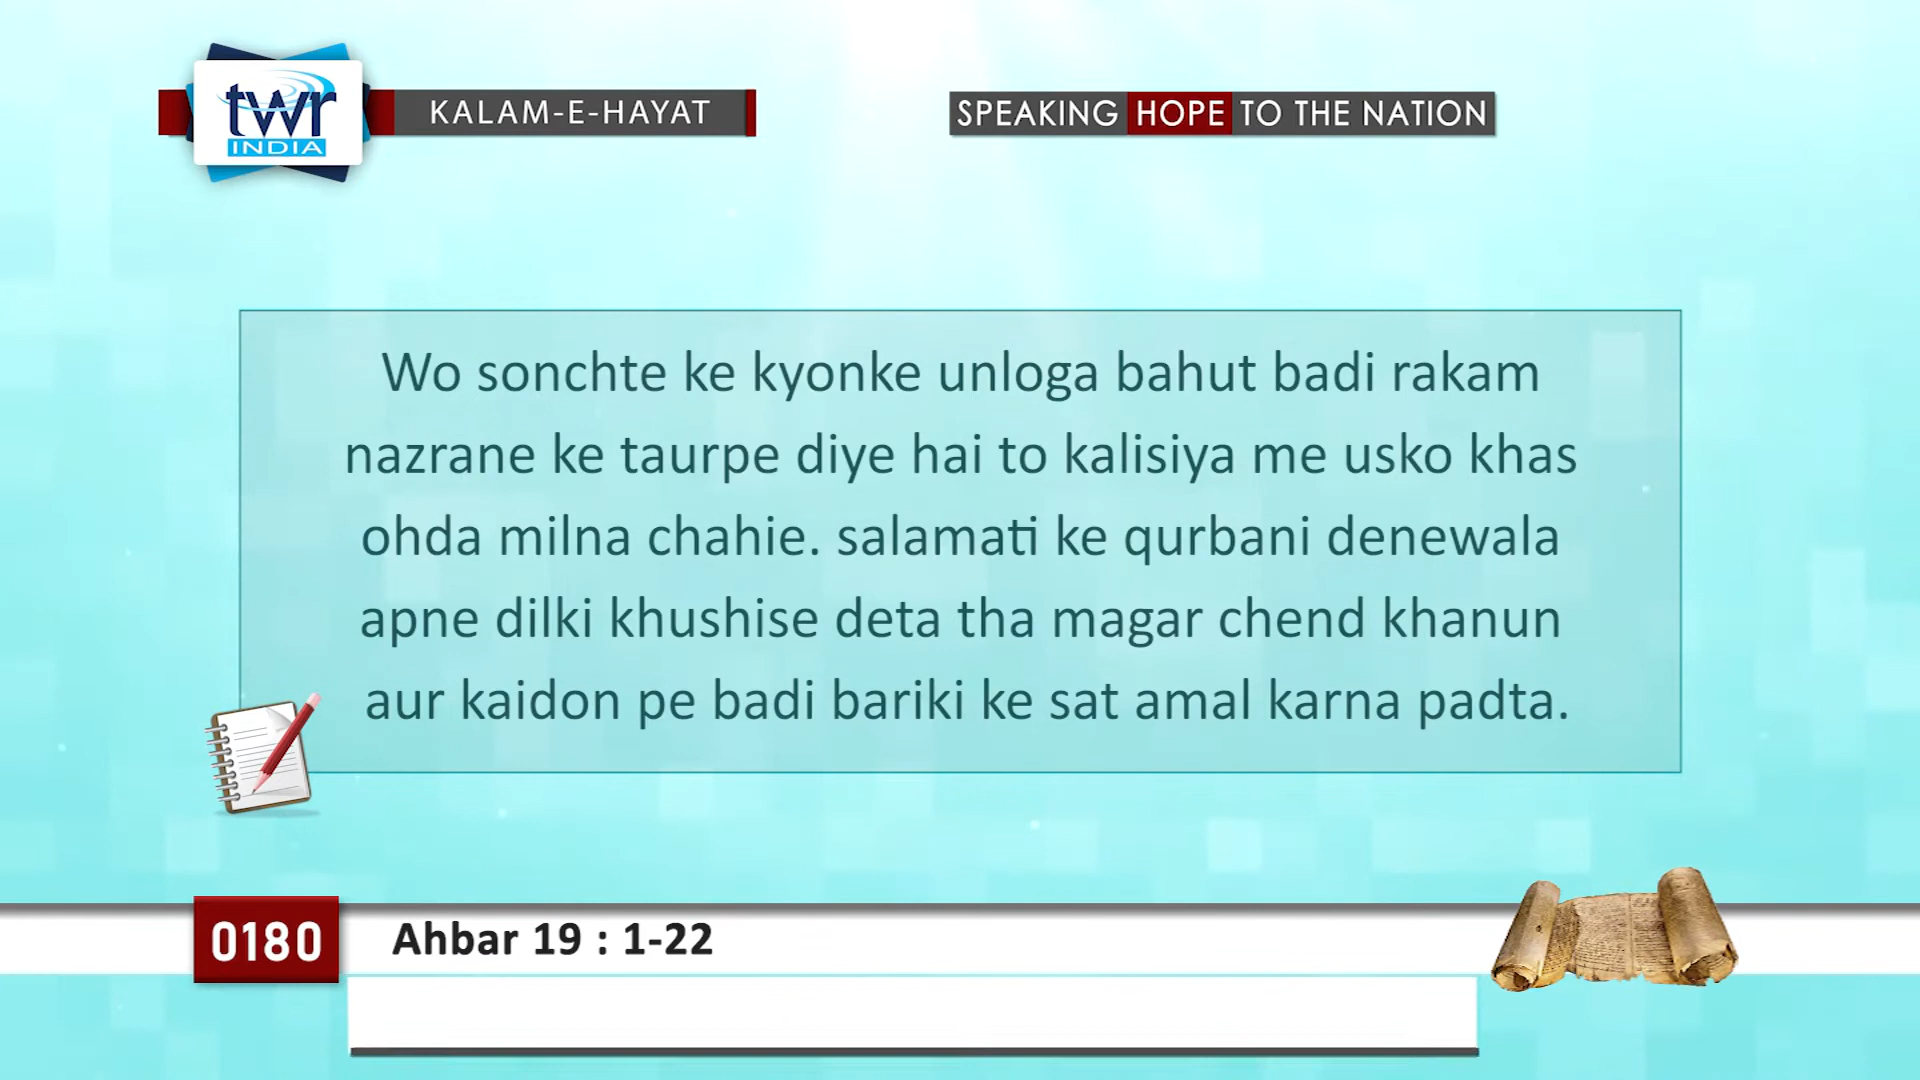 twr
INDIA
KALAM-E-HAYAT
SPEAKING HOPE TO THE NATION
Wo sonchte ke kyonke unloga bahut badi rakam
nazrane ke taurpe diye hai to kalisiya me usko khas
ohda milna chahie. salamati ke qurbani denewala
apne dilki khushise deta tha magar chend khanun
aur kaidon pe badi bariki ke sat amal karna padta.
0180
Ahbar 19 : 1-22